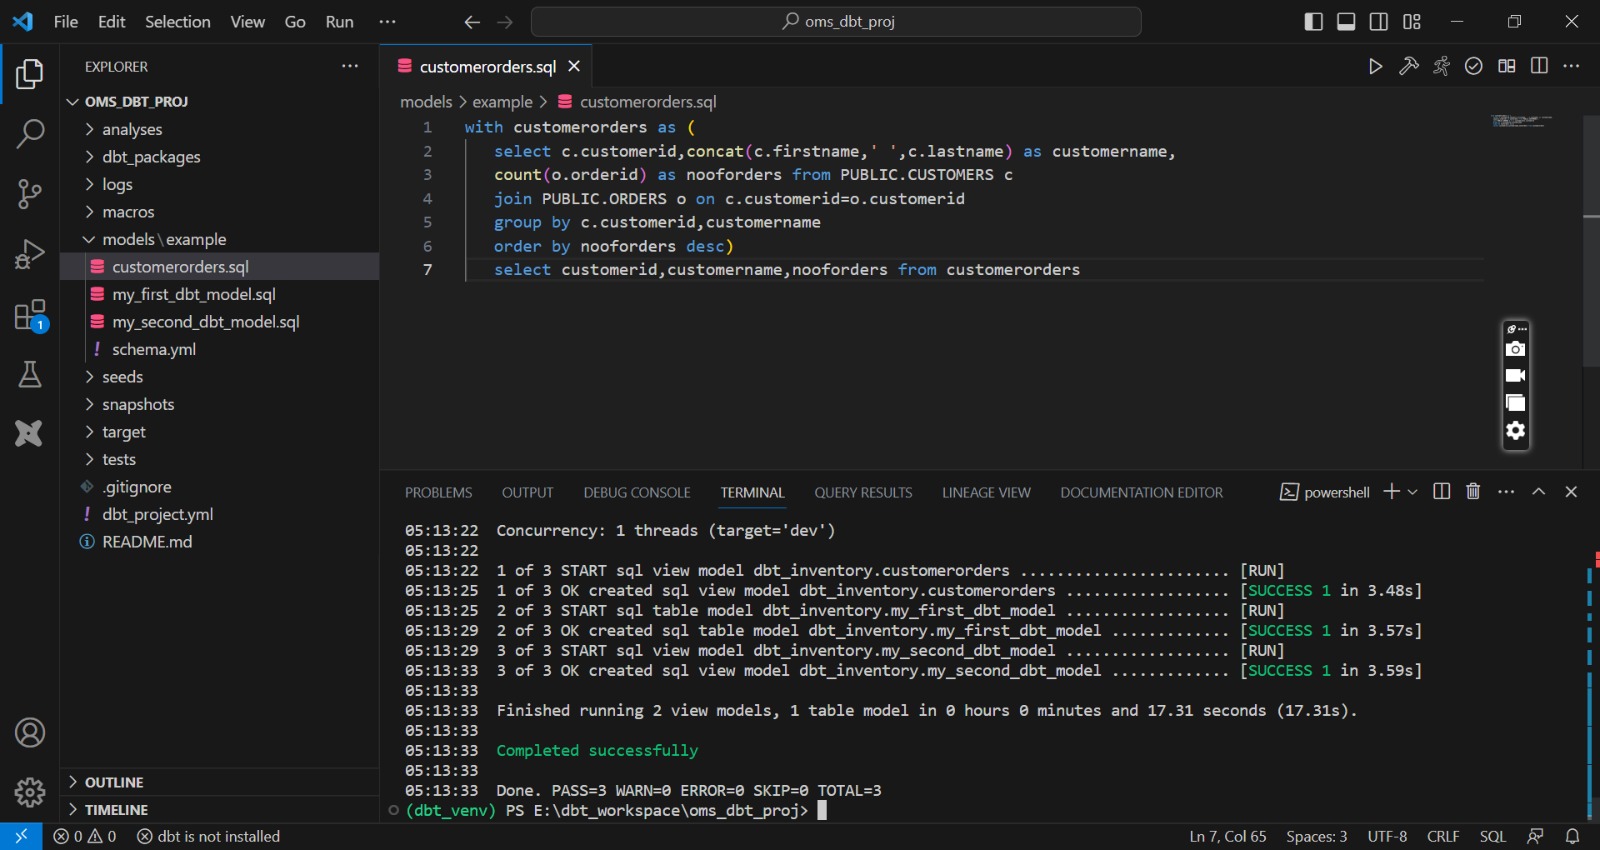 File Edit Selection View Go Run ··· oms_dbt_proj
EXPLORER ···
OMS_DBT_PROJ
analyses
dbt_packages
logs
macros
models\example
customerorders.sql
my_first_dbt_model.sql
my_second_dbt_model.sql
! schema.yml
seeds
snapshots
target
tests
.gitignore
! dbt_project.yml
README.md
OUTLINE
TIMELINE
1
customerorders.sql
models > example > customerorders.sql
1 with customerorders as (
2 select c.customerid,concat(c.firstname,' ',c.lastname) as customername,
3 count(o.orderid) as nooforders from PUBLIC.CUSTOMERS c
4 join PUBLIC.ORDERS o on c.customerid=o.customerid
5 group by c.customerid,customername
6 order by nooforders desc)
7 select customerid,customername,nooforders from customerorders
PROBLEMS OUTPUT DEBUG CONSOLE TERMINAL QUERY RESULTS LINEAGE VIEW DOCUMENTATION EDITOR powershell
05:13:22 Concurrency: 1 threads (target='dev')
05:13:22
05:13:22 1 of 3 START sql view model dbt_inventory.customerorders ....................... [RUN]
05:13:25 1 of 3 OK created sql view model dbt_inventory.customerorders .................. [SUCCESS 1 in 3.48s]
05:13:25 2 of 3 START sql table model dbt_inventory.my_first_dbt_model .................. [RUN]
05:13:29 2 of 3 OK created sql table model dbt_inventory.my_first_dbt_model ............. [SUCCESS 1 in 3.57s]
05:13:29 3 of 3 START sql view model dbt_inventory.my_second_dbt_model .................. [RUN]
05:13:33 3 of 3 OK created sql view model dbt_inventory.my_second_dbt_model ............. [SUCCESS 1 in 3.59s]
05:13:33
05:13:33 Finished running 2 view models, 1 table model in 0 hours 0 minutes and 17.31 seconds (17.31s).
05:13:33
05:13:33 Completed successfully
05:13:33
05:13:33 Done. PASS=3 WARN=0 ERROR=0 SKIP=0 TOTAL=3
(dbt_venv) PS E:\dbt_workspace\oms_dbt_proj>
0 0 dbt is not installed Ln 7, Col 65 Spaces: 3 UTF-8 CRLF SQL